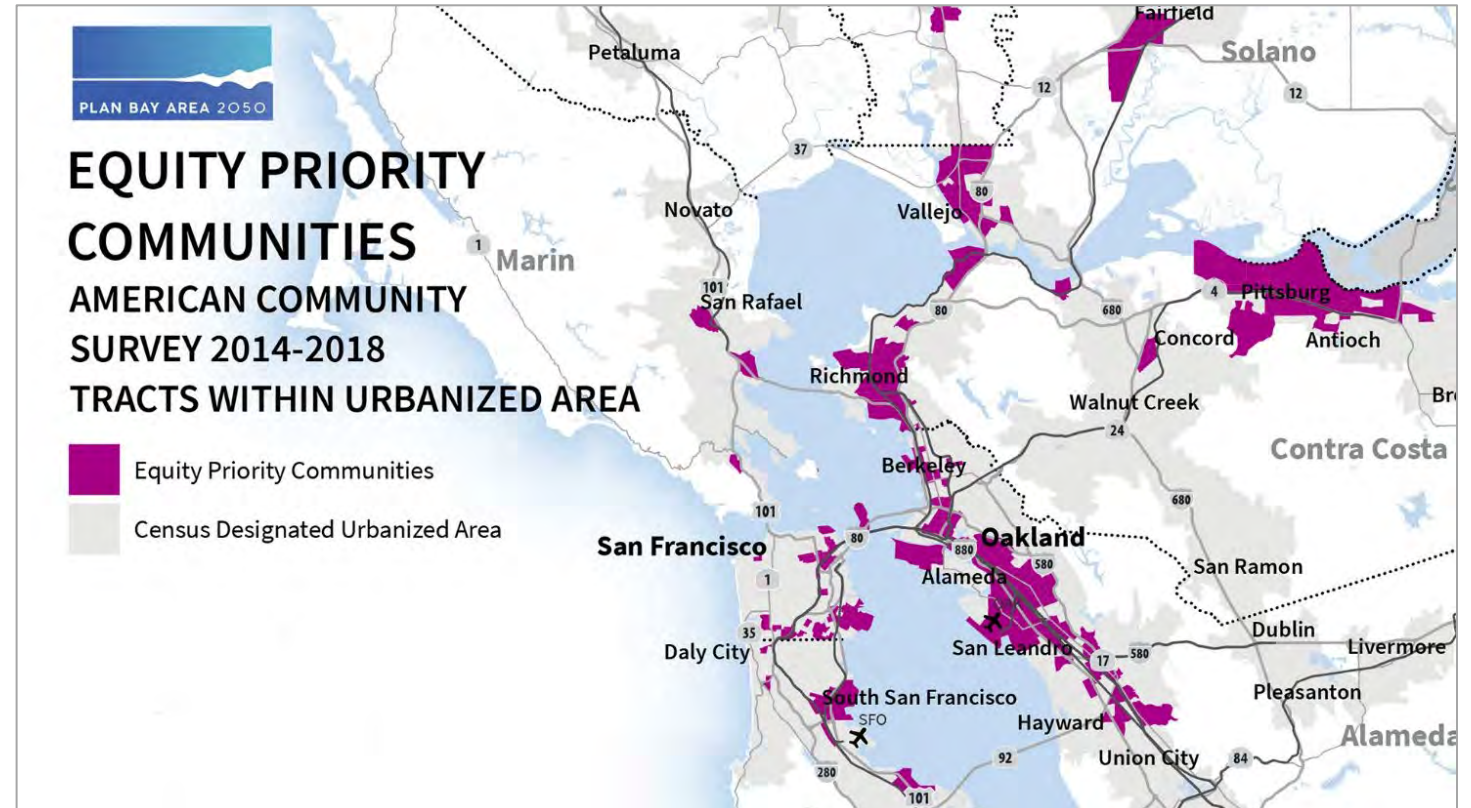 PLAN BAY AREA 2050
EQUITY PRIORITY
COMMUNITIES
AMERICAN COMMUNITY
SURVEY 2014-2018
TRACTS WITHIN URBANIZED AREA
Equity Priority Communities
Census Designated Urbanized Area
Fairfield
Petaluma
Solano
12
12
37
80
Novato
Vallejo
1
Marin
101
San Rafael
4
Pittsburg
80
680
Concord
Antioch
Richmond
Walnut Creek
24
Contra Costa
Berkeley
680
101
San Francisco
80
Oakland
880
580
Alameda
San Ramon
1
35
Daly City
San Leandro
Dublin
580
Livermore
17
South San Francisco
Pleasanton
SFO
Hayward
Alameda
Union City
92
84
280
101